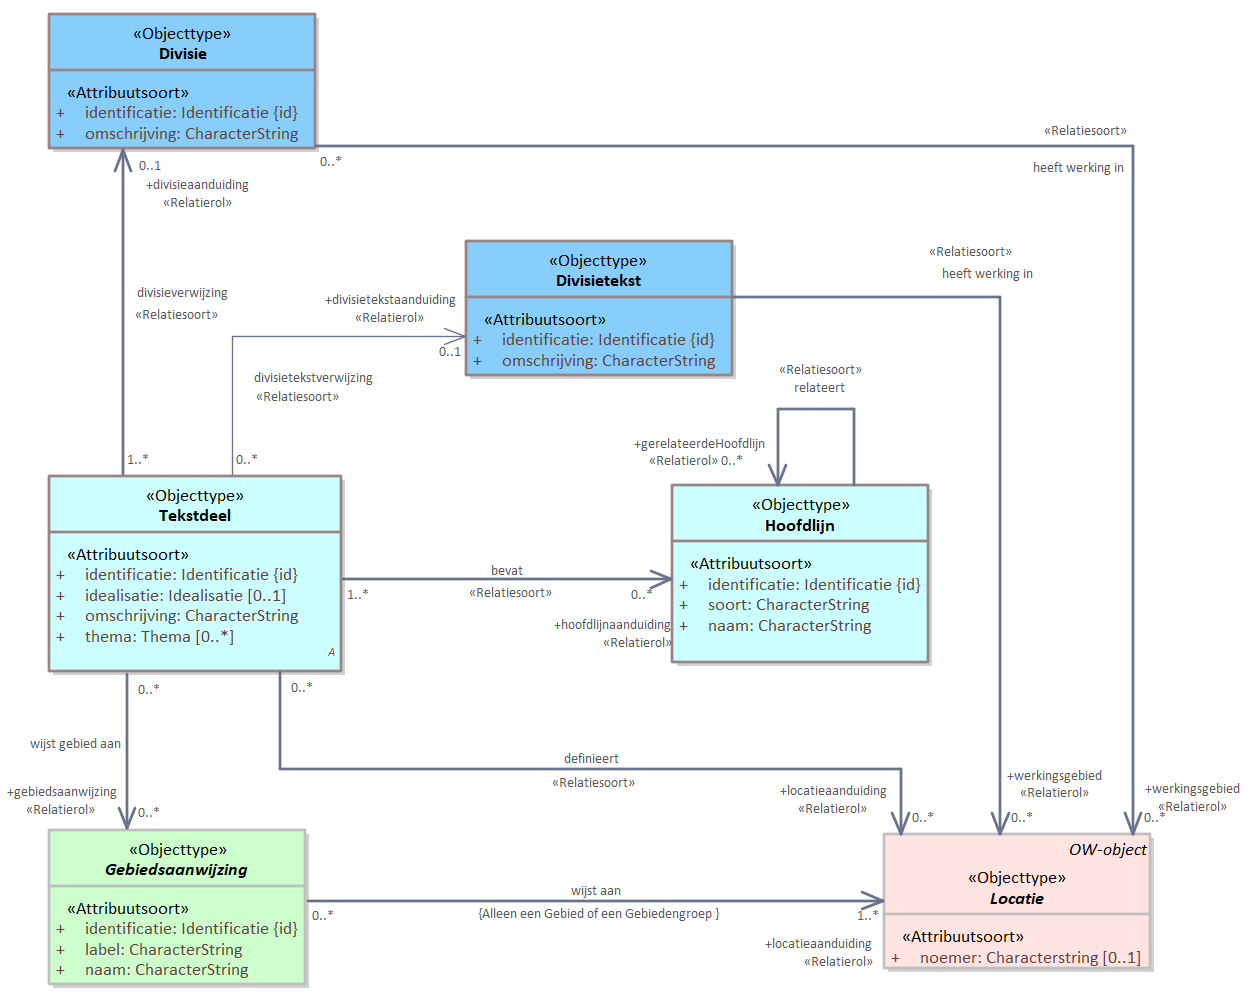 «Objecttype»
Divisie
«Attribuutsoort»
+ identificatie: Identificatie {id}
+ omschrijving: CharacterString
«Relatiesoort»
0..1
0..*
heeft werking in
+divisieaanduiding
«Relatierol»
«Objecttype»
Divisietekst
«Attribuutsoort»
+ identificatie: Identificatie {id}
+ omschrijving: CharacterString
«Relatiesoort»
heeft werking in
divisieverwijzing
«Relatiesoort»
+divisietekstaanduiding
«Relatierol»
0..1
divisietekstverwijzing
«Relatiesoort»
«Relatiesoort»
relateert
+gerelateerdeHoofdlijn
«Relatierol» 0..*
1..*
0..*
«Objecttype»
Tekstdeel
«Attribuutsoort»
+ identificatie: Identificatie {id}
+ idealisatie: Idealisatie [0..1]
+ omschrijving: CharacterString
+ thema: Thema [0..*]
A
«Objecttype»
Hoofdlijn
«Attribuutsoort»
+ identificatie: Identificatie {id}
+ soort: CharacterString
+ naam: CharacterString
bevat
1..*
«Relatiesoort»
0..*
+hoofdlijnaanduiding
«Relatierol»
0..*
0..*
wijst gebied aan
definieert
«Relatiesoort»
+gebiedsaanwijzing
«Relatierol»
0..*
+locatieaanduiding
«Relatierol»
0..*
+werkingsgebied
«Relatierol»
0..*
+werkingsgebied
«Relatierol»
0..*
«Objecttype»
Gebiedsaanwijzing
«Attribuutsoort»
+ identificatie: Identificatie {id}
+ label: CharacterString
+ naam: CharacterString
wijst aan
0..*
{Alleen een Gebied of een Gebiedengroep }
1..*
+locatieaanduiding
«Relatierol»
OW-object
«Objecttype»
Locatie
«Attribuutsoort»
+ noemer: Characterstring [0..1]